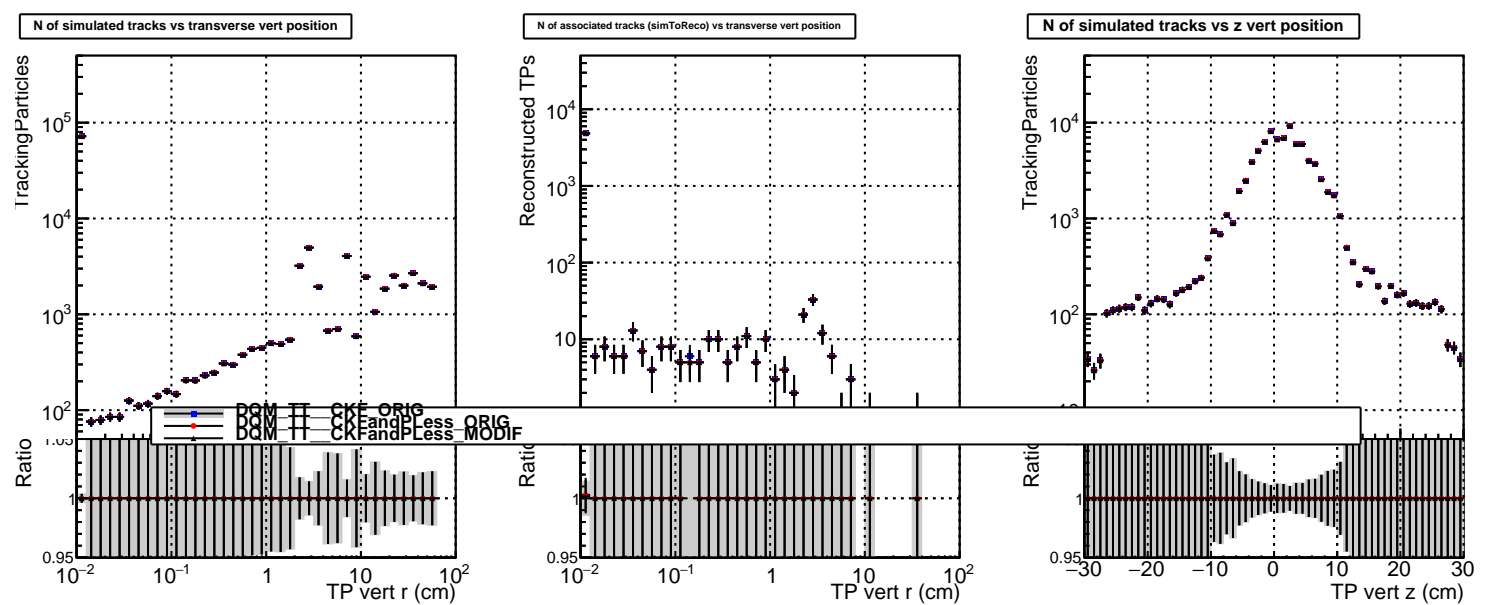 N of simulated tracks vs transverse vert position
N of associated tracks (simToReco) vs transverse vert position
N of simulated tracks vs z vert position
TrackingParticles
10^5
10^4
10^3
10^2
Reconstructed TPs
10^4
10^3
10^2
10
TrackingParticles
10^4
10^3
10^2
DQM_TT__CKF_ORIG
DQM_TT__CKFandPLess_ORIG
DQM_TT__CKFandPLess_MODIF
Ratio
1.05
1
0.95
10^−2 10^−1 1 10 10^2
TP vert r (cm)
Ratio
1
0.95
10^−2 10^−1 1 10 10^2
TP vert r (cm)
Ratio
1
0.95
−30 −20 −10 0 10 20 30
TP vert z (cm)